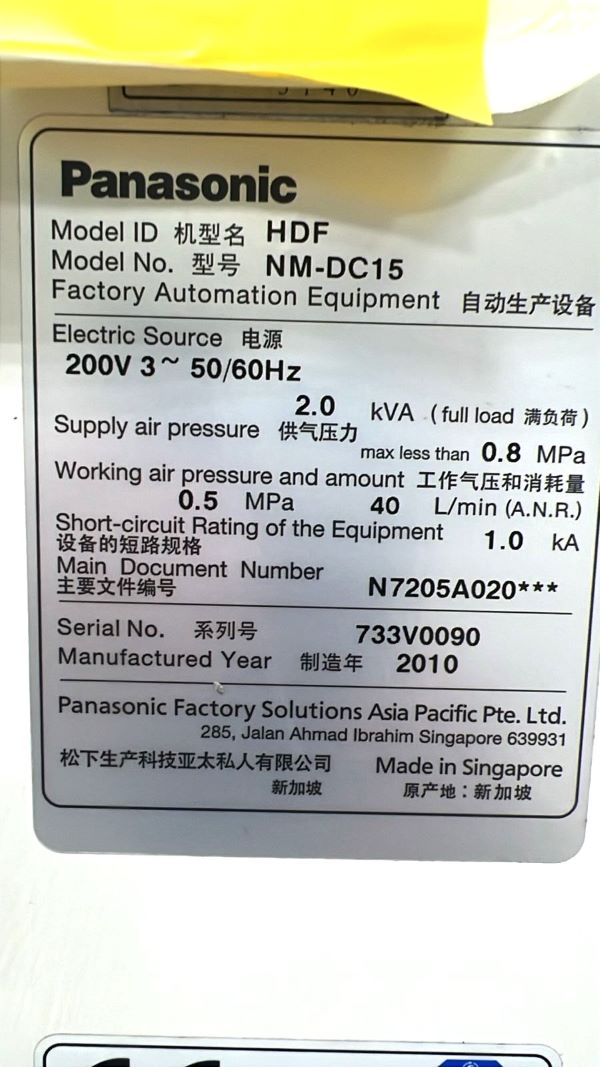 Panasonic
Model ID 机型名 HDF
Model No. 型号 NM-DC15
Factory Automation Equipment 自动生产设备
Electric Source 电源
200V 3~ 50/60Hz
2.0 kVA (full load 满负荷)
Supply air pressure 供气压力
max less than 0.8 MPa
Working air pressure and amount 工作气压和消耗量
0.5 MPa 40 L/min (A.N.R.)
Short-circuit Rating of the Equipment 1.0 kA
设备的短路规格
Main Document Number
主要文件编号 N7205A020***
Serial No. 系列号 733V0090
Manufactured Year 制造年 2010
Panasonic Factory Solutions Asia Pacific Pte. Ltd.
285, Jalan Ahmad Ibrahim Singapore 639931
松下生产科技亚太私人有限公司 Made in Singapore
新加坡 原产地：新加坡